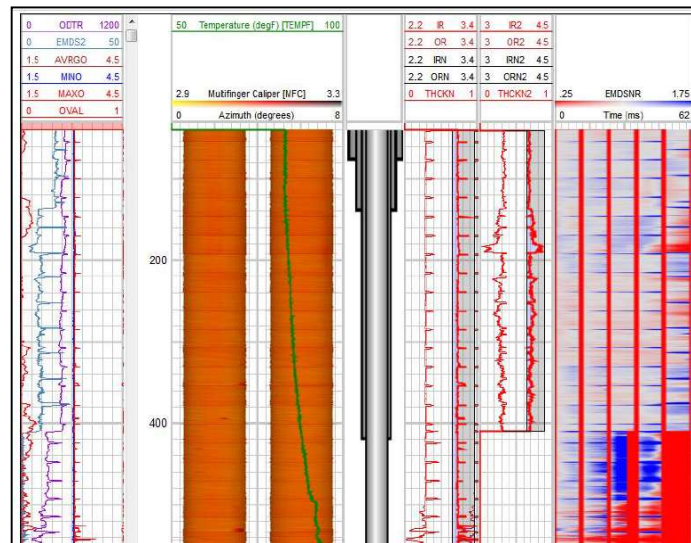 0 ODTR 1200
0 EMDS2 50
1.5 AVRGO 4.5
1.5 MINO 4.5
1.5 MAXO 4.5
0 OVAL 1
50 Temperature (degF) [TEMPF] 100
2.9 Multifinger Caliper [MFC] 3.3
0 Azimuth (degrees) 8
2.2 IR 3.4
2.2 OR 3.4
2.2 IRN 3.4
2.2 ORN 3.4
0 THCKN 1
3 IR2 4.5
3 OR2 4.5
3 IRN2 4.5
3 ORN2 4.5
0 THCKN2 1
.25 EMDSNR 1.75
0 Time (ms) 62
200
400